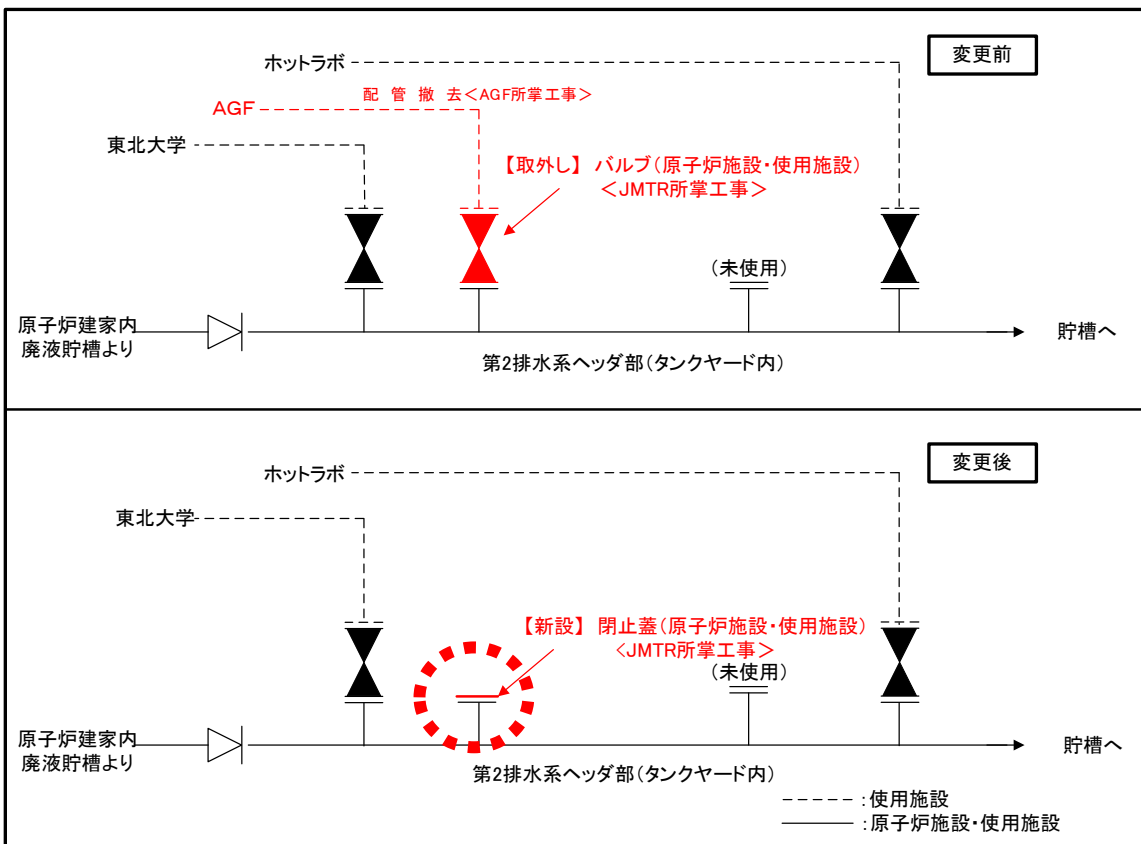 変更前
ホットラボ
配管撤去<AGF所掌工事>
AGF
東北大学
【取外し】 バルブ(原子炉施設・使用施設)
<JMTR所掌工事>
(未使用)
原子炉建家内
廃液貯槽より
貯槽へ
第2排水系ヘッダ部(タンクヤード内)
変更後
ホットラボ
東北大学
【新設】 閉止蓋(原子炉施設・使用施設)
<JMTR所掌工事>
(未使用)
原子炉建家内
廃液貯槽より
貯槽へ
第2排水系ヘッダ部(タンクヤード内)
:使用施設
:原子炉施設・使用施設